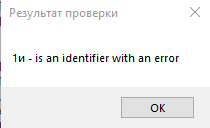 Результат проверки
1и - is an identifier with an error
OK